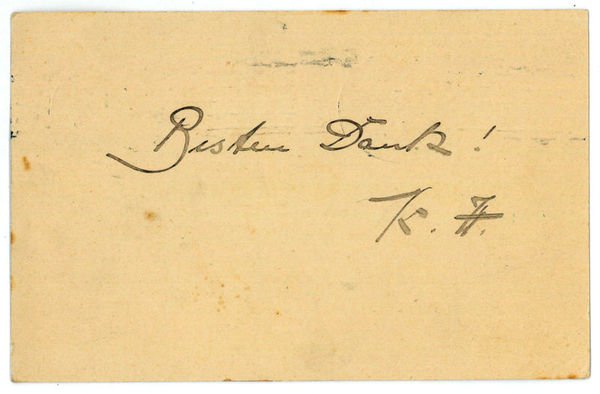 Besten Dank!
K. F.